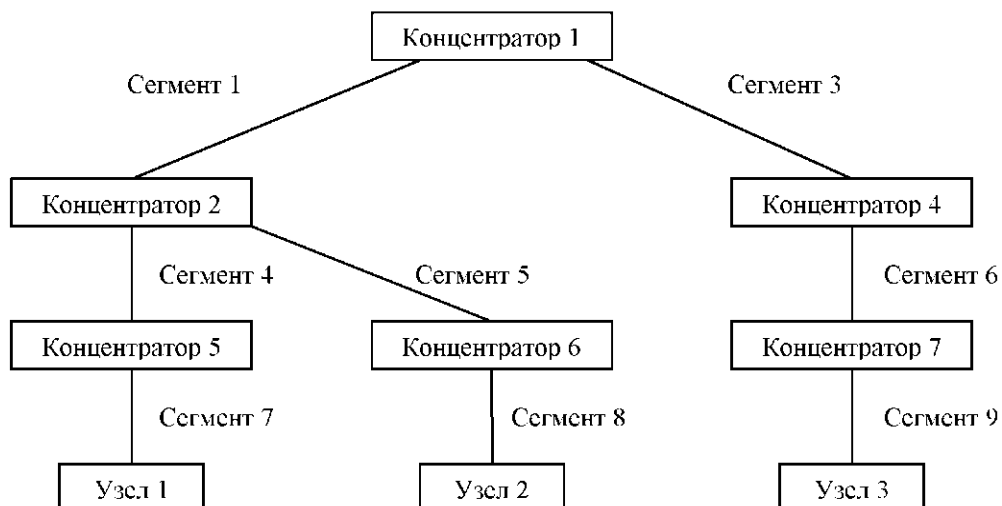 Концентратор 1
Сегмент 1
Сегмент 3
Концентратор 2
Концентратор 4
Сегмент 4
Сегмент 5
Сегмент 6
Концентратор 5
Концентратор 6
Концентратор 7
Сегмент 7
Сегмент 8
Сегмент 9
Узел 1
Узел 2
Узел 3